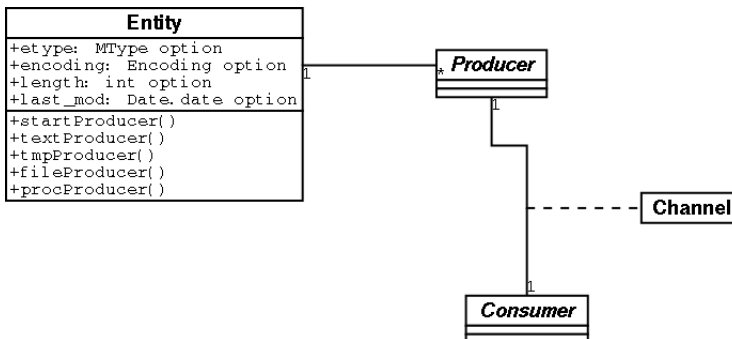 Entity
+etype: MType option
+encoding: Encoding option
+length: int option
+last_mod: Date.date option
+startProducer()
+textProducer()
+tmpProducer()
+fileProducer()
+procProducer()
1
*
Producer
1
Channel
1
Consumer